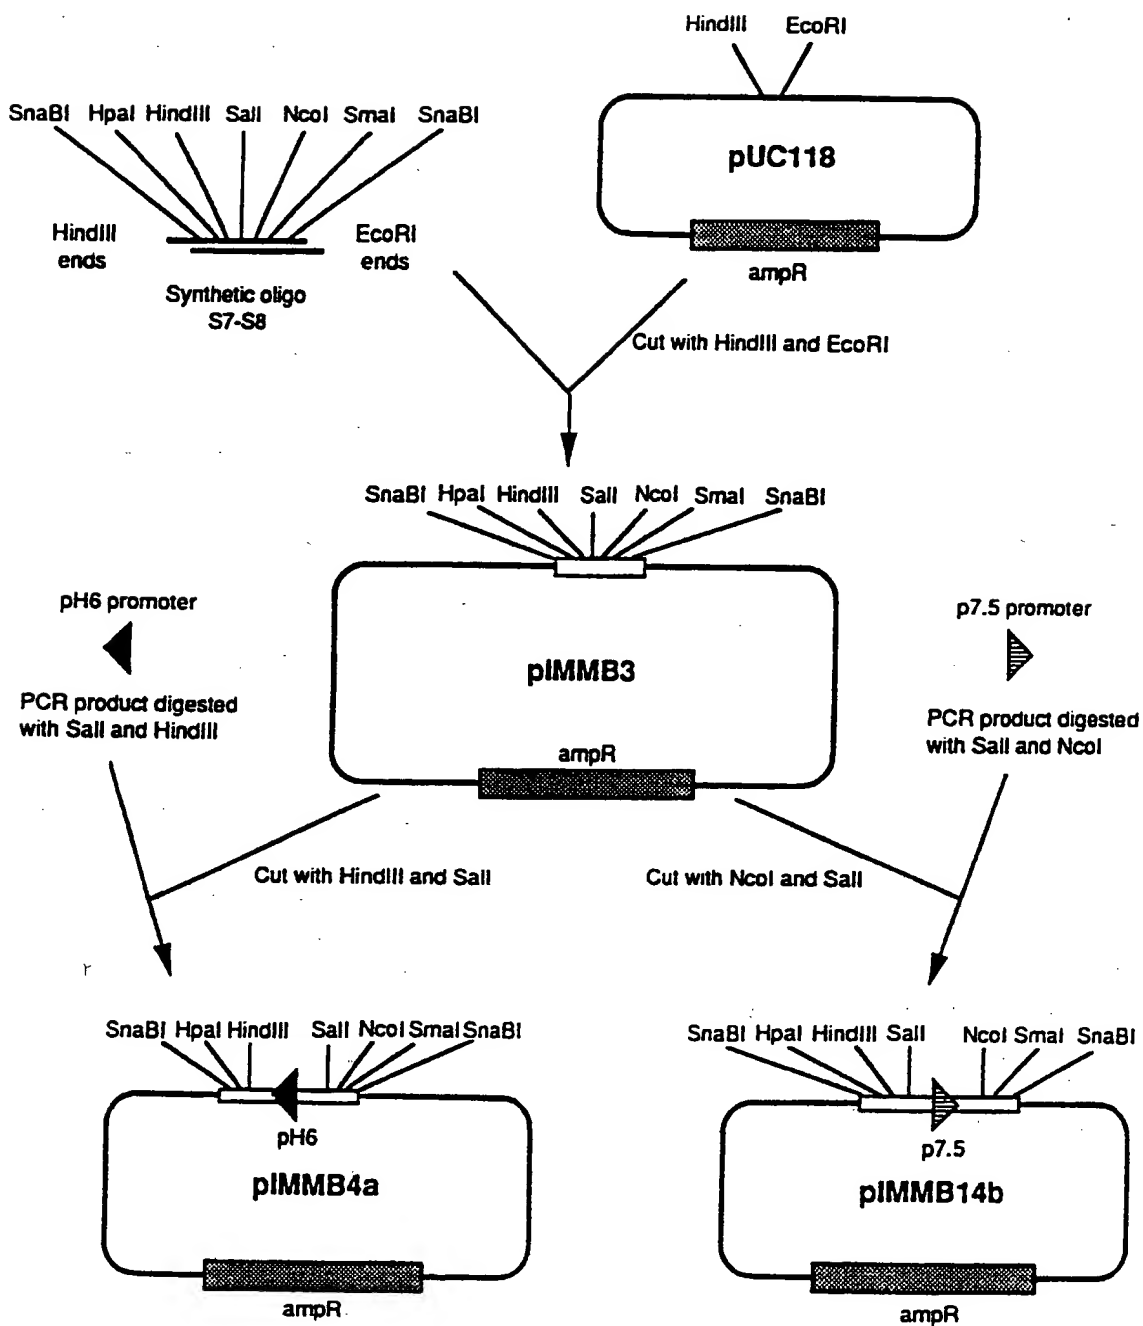 HindIII EcoRI
SnaBI HpaI HindIII SalI NcoI SmaI SnaBI
pUC118
HindIII
ends
EcoRI
ends
ampR
Synthetic oligo
S7-S8
Cut with HindIII and EcoRI
SnaBI HpaI HindIII SalI NcoI SmaI SnaBI
pH6 promoter
p7.5 promoter
pIMMB3
PCR product digested
with SalI and HindIII
PCR product digested
with SalI and NcoI
ampR
Cut with HindIII and SalI
Cut with NcoI and SalI
r
SnaBI HpaI HindIII SalI NcoI SmaI SnaBI
SnaBI HpaI HindIII SalI NcoI SmaI SnaBI
pH6
p7.5
pIMMB4a
pIMMB14b
ampR
ampR